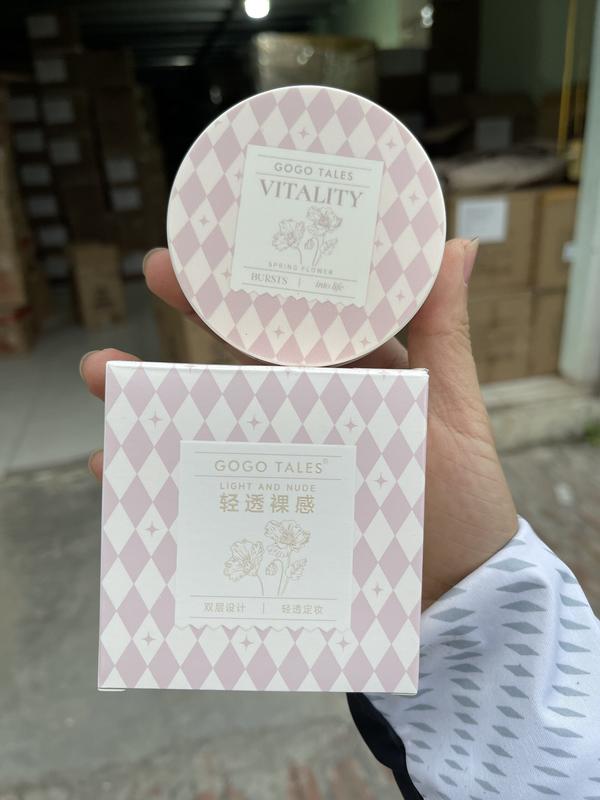 GOGO TALES
VITALITY
SPRING FLOWER
BURSTS | into life
GOGO TALES®
LIGHT AND NUDE
轻透裸感
双层设计 | 轻透定妆